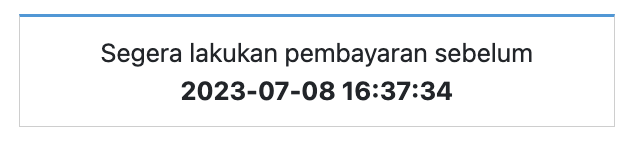 Segera lakukan pembayaran sebelum
2023-07-08 16:37:34